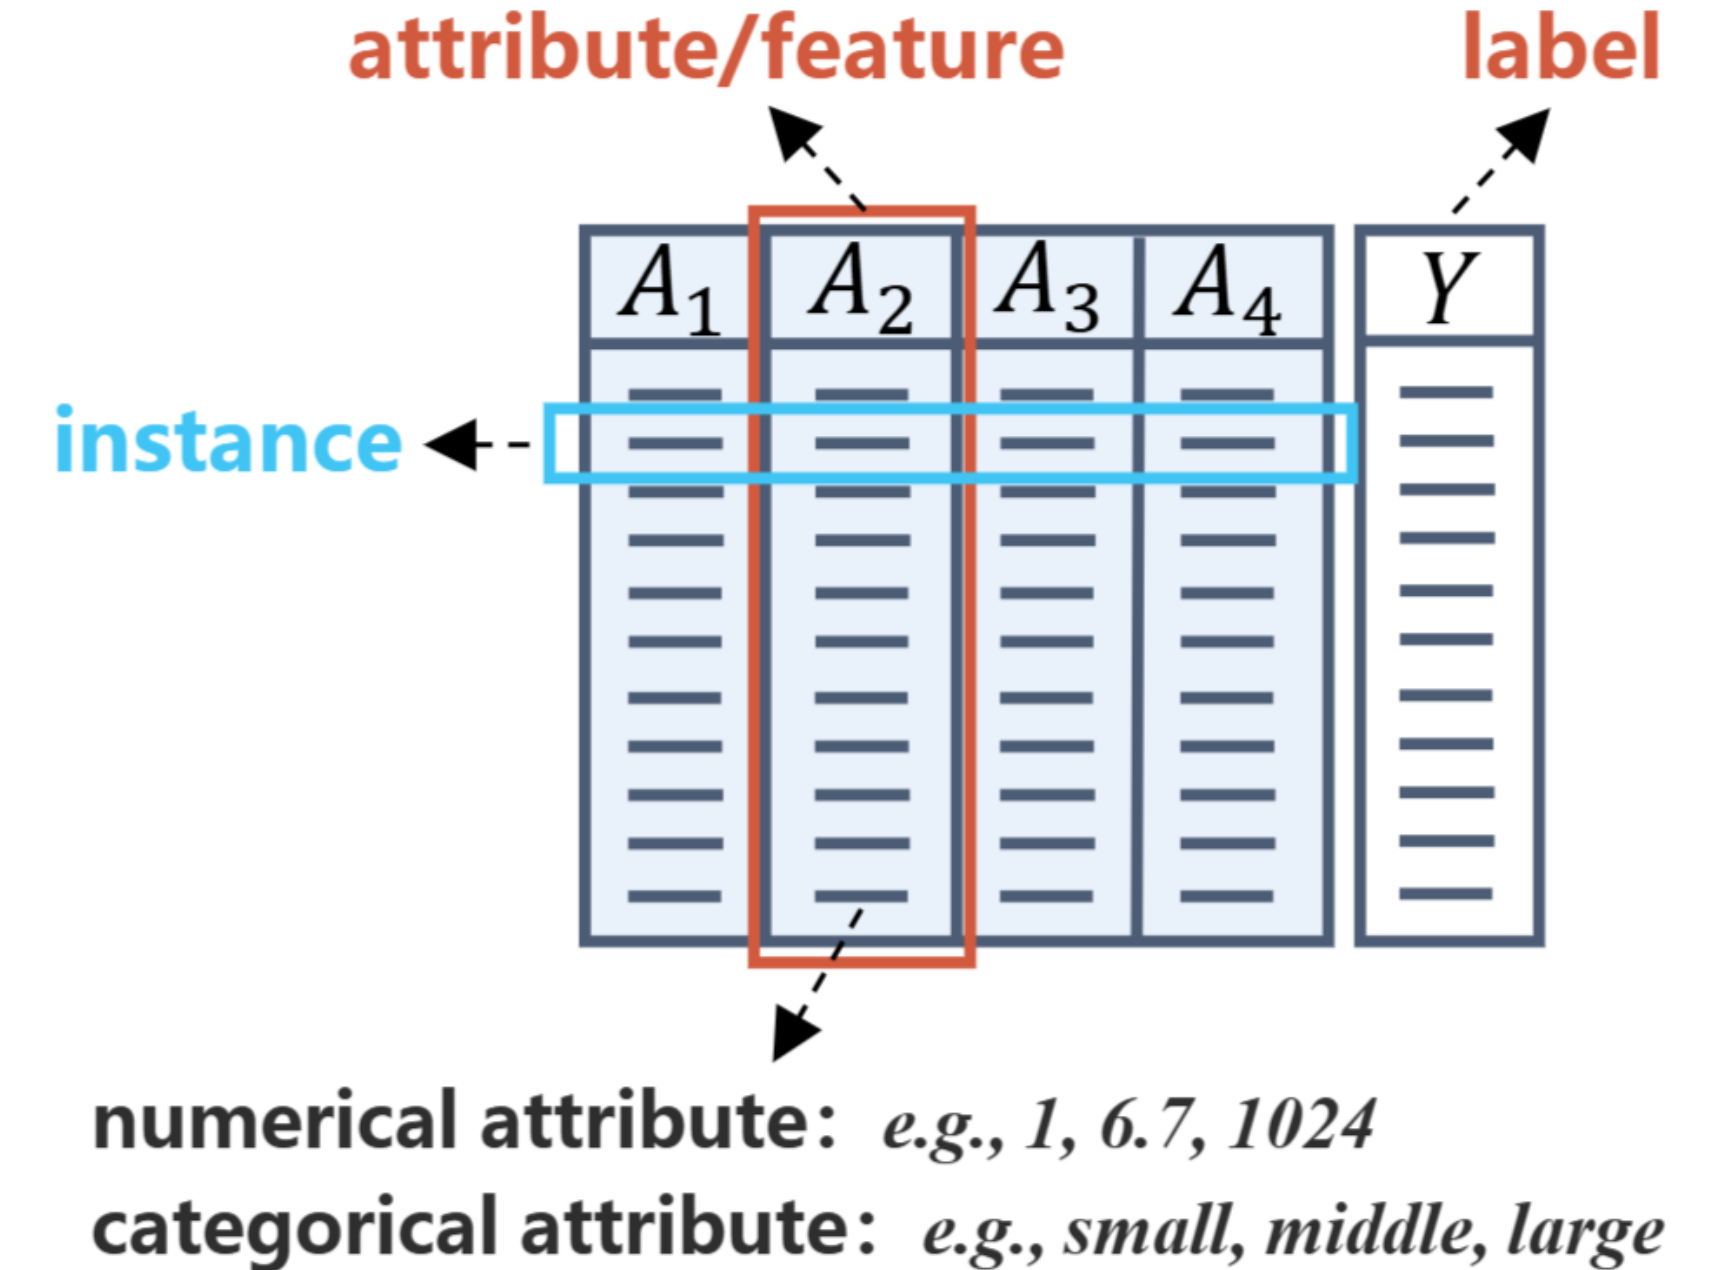 attribute/feature label
A1 A2 A3 A4 Y
instance
numerical attribute: e.g., 1, 6.7, 1024
categorical attribute: e.g., small, middle, large